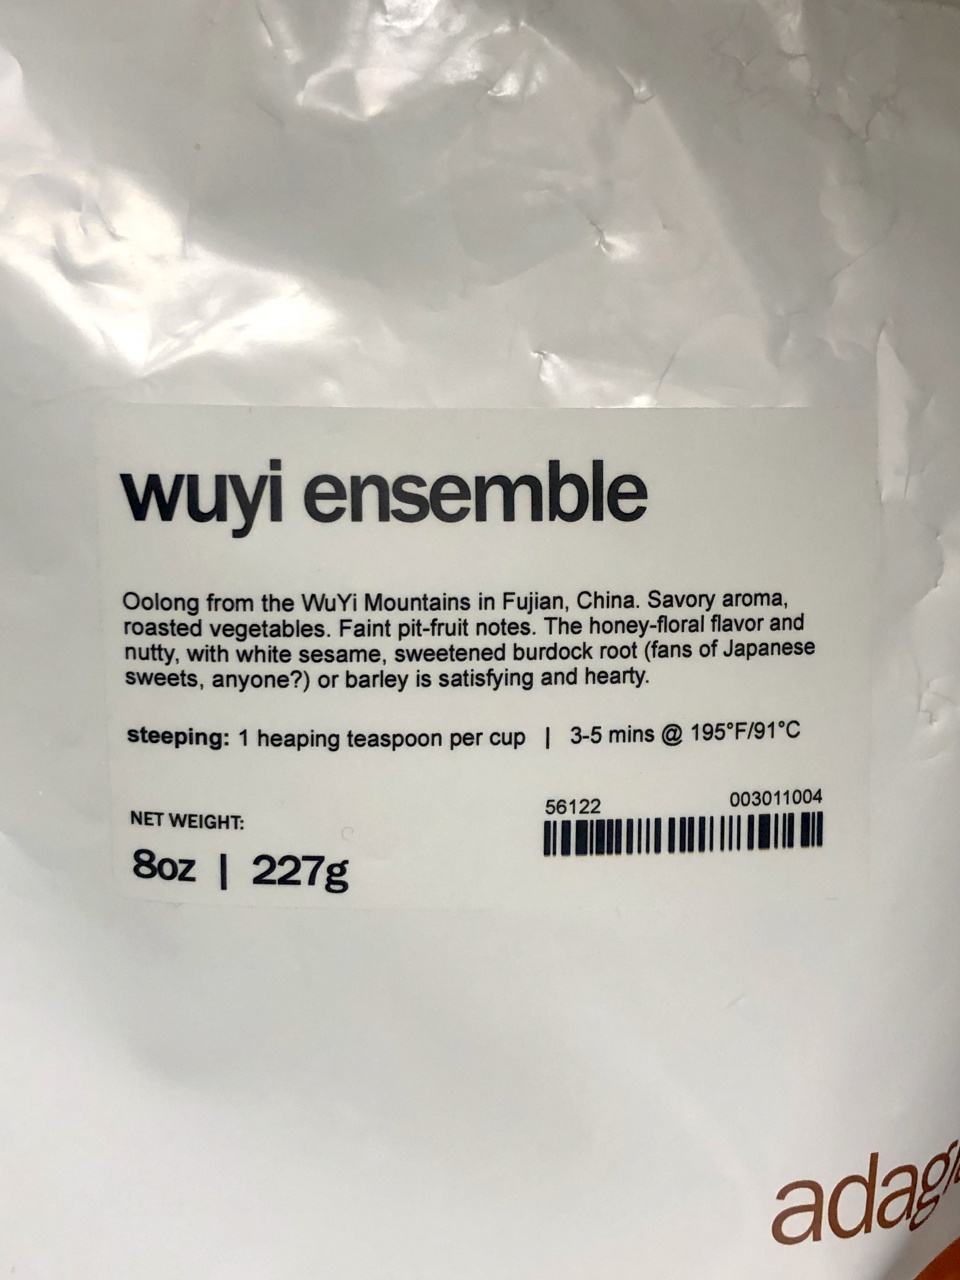 wuyi ensemble
Oolong from the WuYi Mountains in Fujian, China. Savory aroma,
roasted vegetables. Faint pit-fruit notes. The honey-floral flavor and
nutty, with white sesame, sweetened burdock root (fans of Japanese
sweets, anyone?) or barley is satisfying and hearty.
steeping: 1 heaping teaspoon per cup | 3-5 mins @ 195°F/91°C
56122 003011004
NET WEIGHT:
8oz | 227g